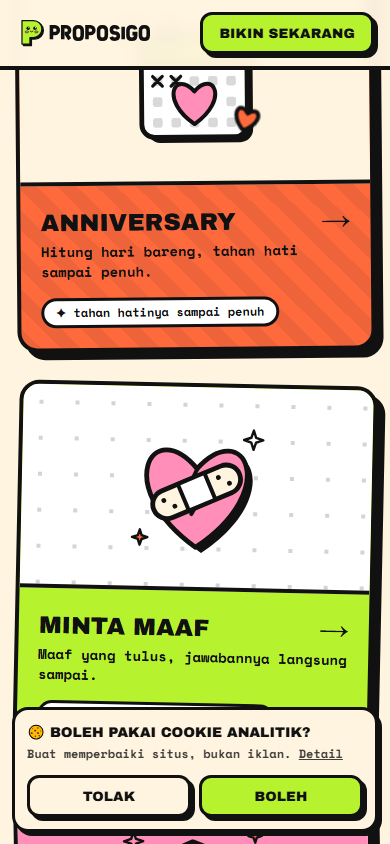 PROPOSIGO
BIKIN SEKARANG
ANNIVERSARY →
Hitung hari bareng, tahan hati
sampai penuh.
✦ tahan hatinya sampai penuh
MINTA MAAF →
Maaf yang tulus, jawabannya langsung
sampai.
🍪 BOLEH PAKAI COOKIE ANALITIK?
Buat memperbaiki situs, bukan iklan. Detail
TOLAK
BOLEH